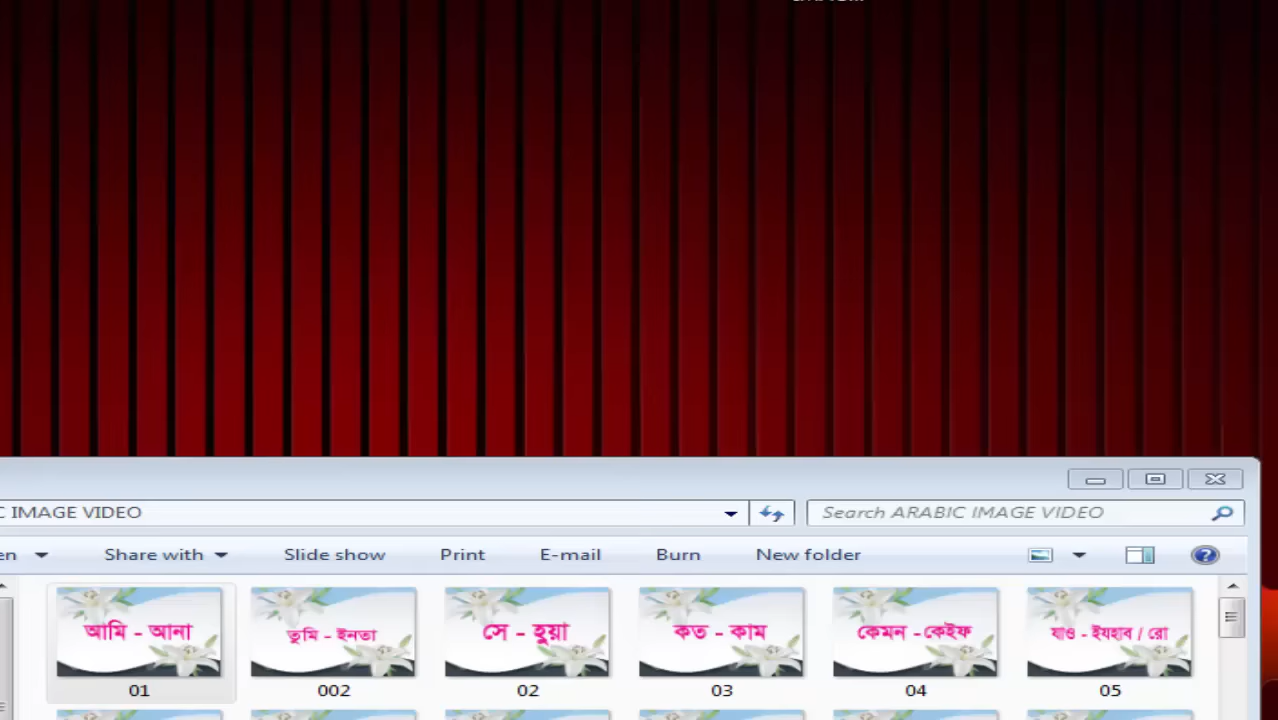 C IMAGE VIDEO
Search ARABIC IMAGE VIDEO
en Share with Slide show Print E-mail Burn New folder
আমি - আনা
তুমি - ইনতা
সে - হুয়া
কত - কাম
কেমন -কেইফ
যাও - ইযহাব / রো
01 002 02 03 04 05